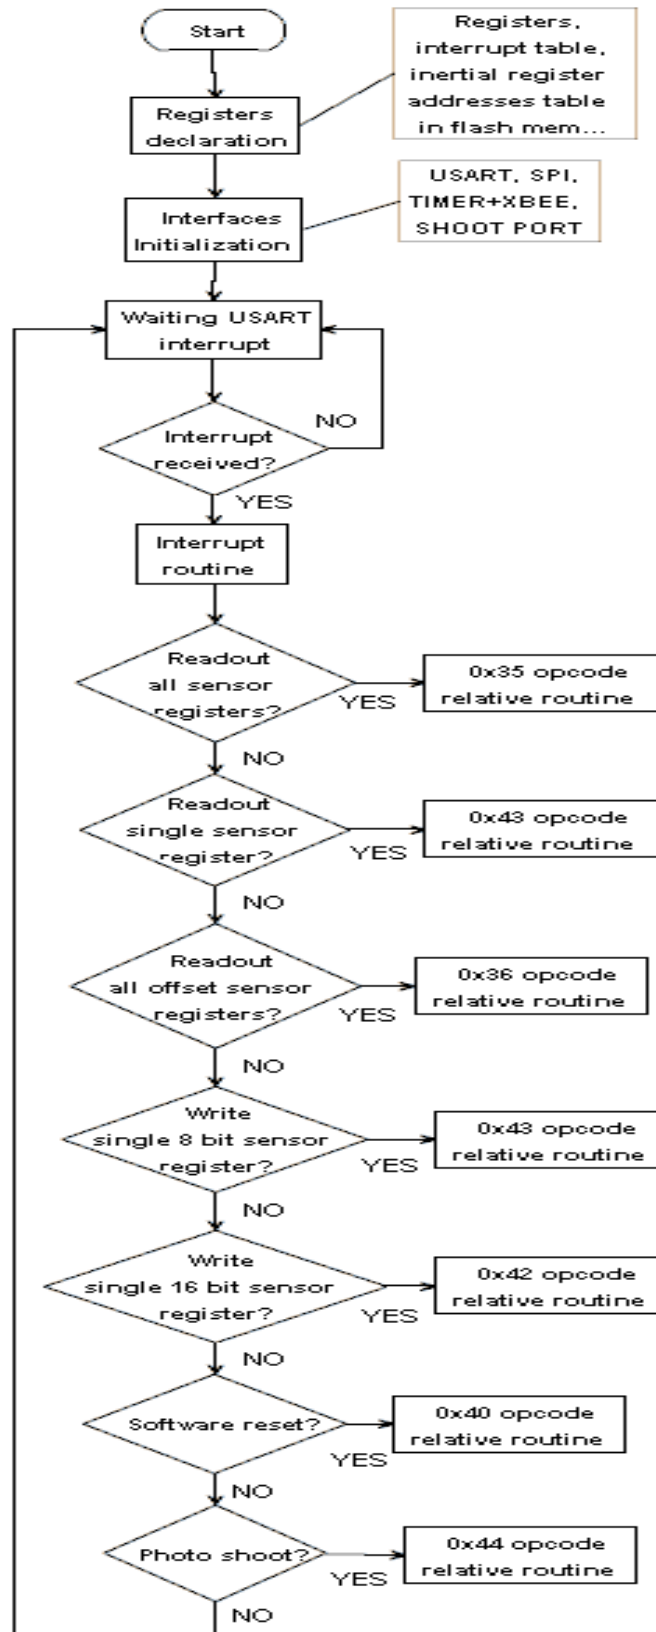 Start
Registers,
interrupt table,
inertial register
addresses table
in flash mem...
Registers
declaration
USART, SPI,
TIMER+XBEE,
SHOOT PORT
Interfaces
Initialization
Waiting USART
interrupt
NO
Interrupt
received?
YES
Interrupt
routine
Readout
all sensor
registers?
YES
0x35 opcode
relative routine
NO
Readout
single sensor
register?
YES
0x43 opcode
relative routine
NO
Readout
all offset sensor
registers?
YES
0x36 opcode
relative routine
NO
Write
single 8 bit sensor
register?
YES
0x43 opcode
relative routine
NO
Write
single 16 bit sensor
register?
YES
0x42 opcode
relative routine
NO
Software reset?
YES
0x40 opcode
relative routine
NO
Photo shoot?
YES
0x44 opcode
relative routine
NO